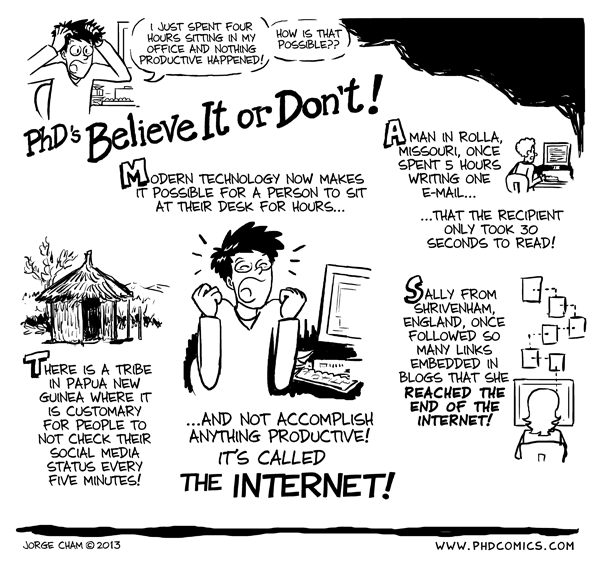 I JUST SPENT FOUR
HOURS SITTING IN MY
OFFICE AND NOTHING
PRODUCTIVE HAPPENED!
HOW IS THAT
POSSIBLE??
PhD's Believe It or Don't!
MODERN TECHNOLOGY NOW MAKES
IT POSSIBLE FOR A PERSON TO SIT
AT THEIR DESK FOR HOURS...
...AND NOT ACCOMPLISH
ANYTHING PRODUCTIVE!
IT'S CALLED
THE INTERNET!
A MAN IN ROLLA,
MISSOURI, ONCE
SPENT 5 HOURS
WRITING ONE
E-MAIL...
...THAT THE RECIPIENT
ONLY TOOK 30
SECONDS TO READ!
THERE IS A TRIBE
IN PAPUA NEW
GUINEA WHERE IT
IS CUSTOMARY
FOR PEOPLE TO
NOT CHECK THEIR
SOCIAL MEDIA
STATUS EVERY
FIVE MINUTES!
SALLY FROM
SHRIVENHAM,
ENGLAND, ONCE
FOLLOWED SO
MANY LINKS
EMBEDDED IN
BLOGS THAT SHE
REACHED THE
END OF THE
INTERNET!
JORGE CHAM © 2013
WWW.PHDCOMICS.COM